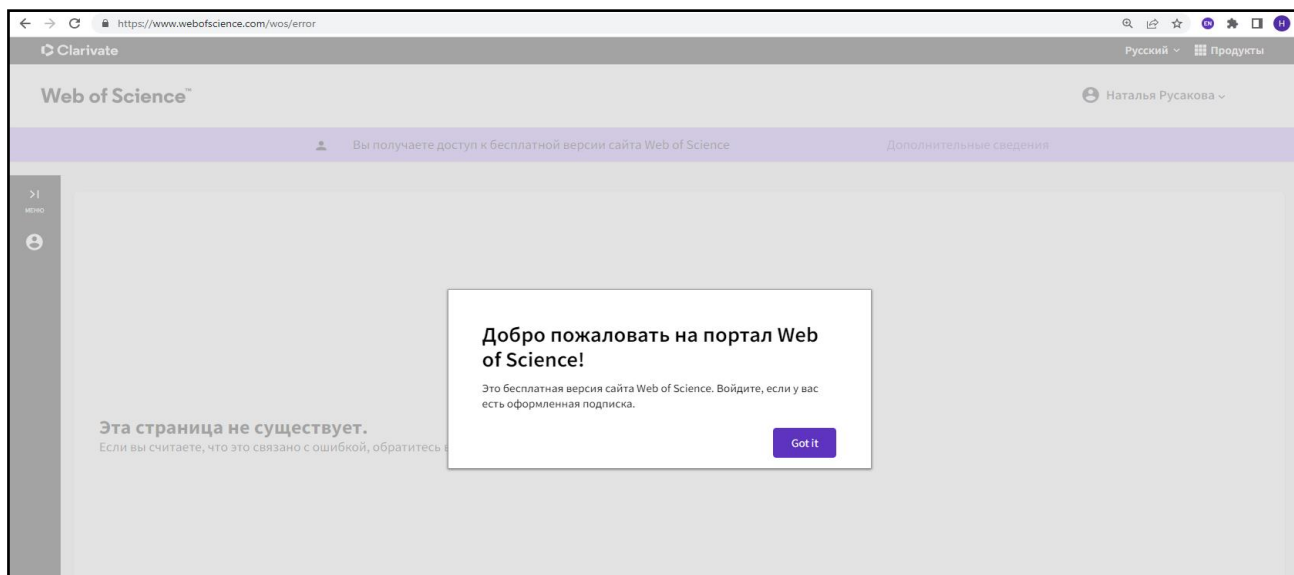 https://www.webofscience.com/wos/error
EN
H
Clarivate
Русский
Продукты
Web of Science™
Наталья Русакова
Вы получаете доступ к бесплатной версии сайта Web of Science
Дополнительные сведения
МЕНЮ
Добро пожаловать на портал Web
of Science!
Это бесплатная версия сайта Web of Science. Войдите, если у вас
есть оформленная подписка.
Got it
Эта страница не существует.
Если вы считаете, что это связано с ошибкой, обратитесь